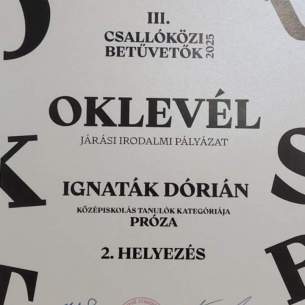 III.
CSALLÓKÖZI
BETŰVETŐK
2025
OKLEVÉL
JÁRÁSI IRODALMI PÁLYÁZAT
IGNATÁK DÓRIÁN
KÖZÉPISKOLÁS TANULÓK KATEGÓRIÁJA
PRÓZA
2. HELYEZÉS